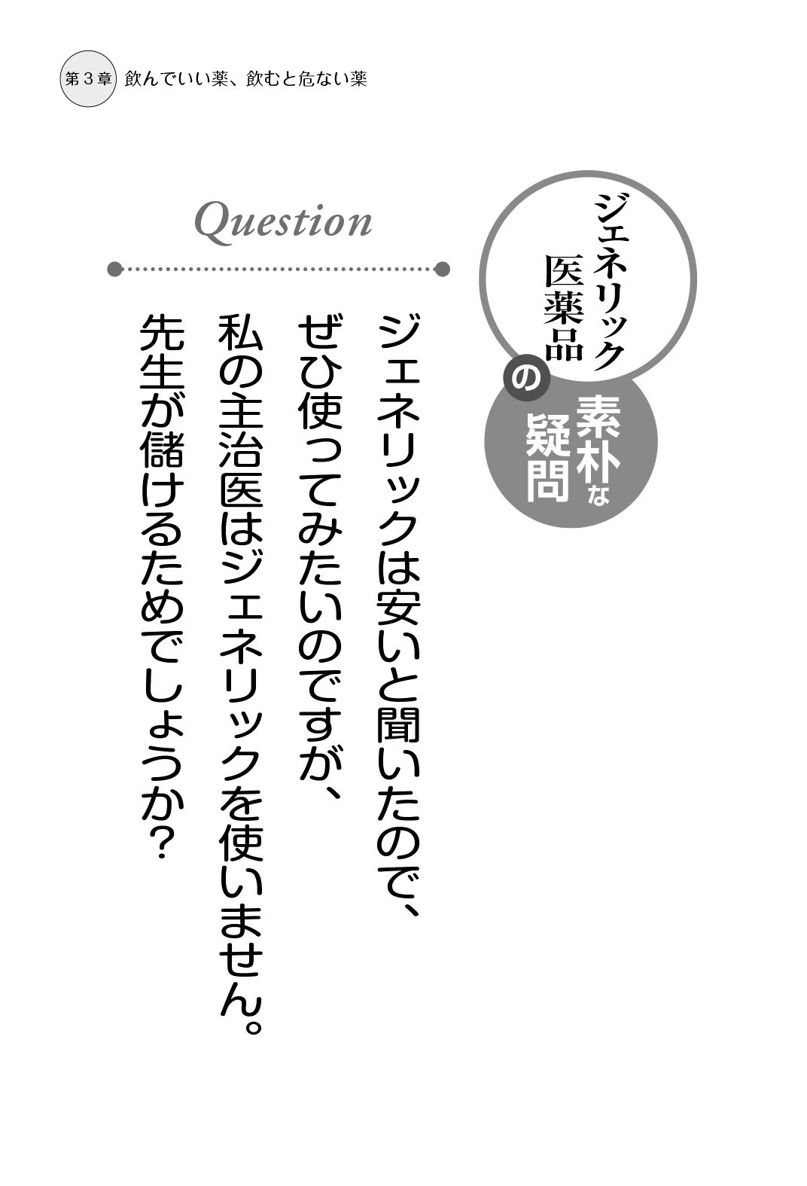 第3章 飲んでいい薬、飲むと危ない薬
ジェネリック
医薬品
の
素朴な
疑問
Question
ジェネリックは安いと聞いたので、
ぜひ使ってみたいのですが、
私の主治医はジェネリックを使いません。
先生が儲けるためでしょうか？